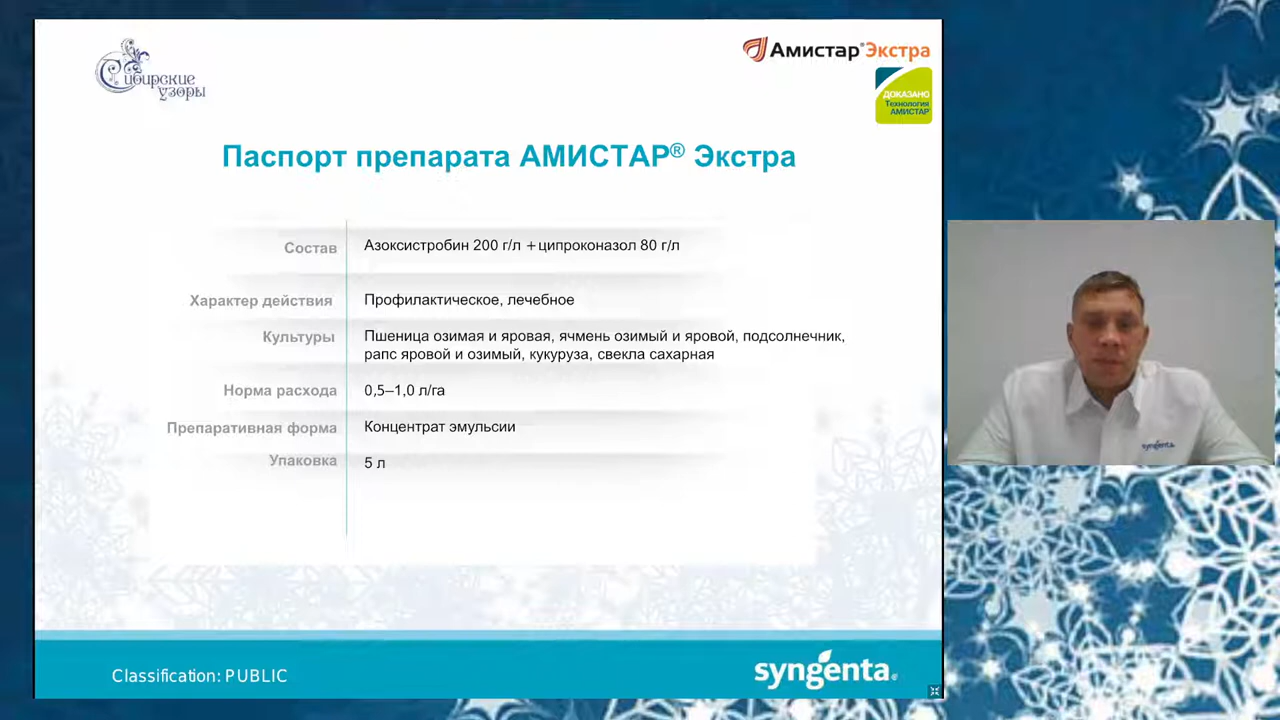 Сибирские
узоры
Амистар®Экстра
ДОКАЗАНО
Технология
АМИСТАР
Паспорт препарата АМИСТАР® Экстра
Состав
Азоксистробин 200 г/л +ципроконазол 80 г/л
Характер действия
Профилактическое, лечебное
Культуры
Пшеница озимая и яровая, ячмень озимый и яровой, подсолнечник,
рапс яровой и озимый, кукуруза, свекла сахарная
Норма расхода
0,5–1,0 л/га
Препаративная форма
Концентрат эмульсии
Упаковка
5 л
syngenta
Classification: PUBLIC
syngenta®